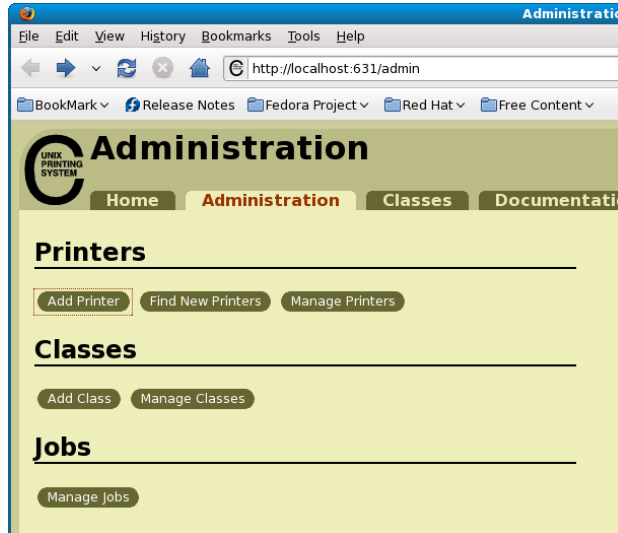 Administratio
File Edit View History Bookmarks Tools Help
http://localhost:631/admin
BookMark Release Notes Fedora Project Red Hat Free Content
UNIX
PRINTING
SYSTEM
Administration
Home Administration Classes Documentati
Printers
Add Printer Find New Printers Manage Printers
Classes
Add Class Manage Classes
Jobs
Manage Jobs